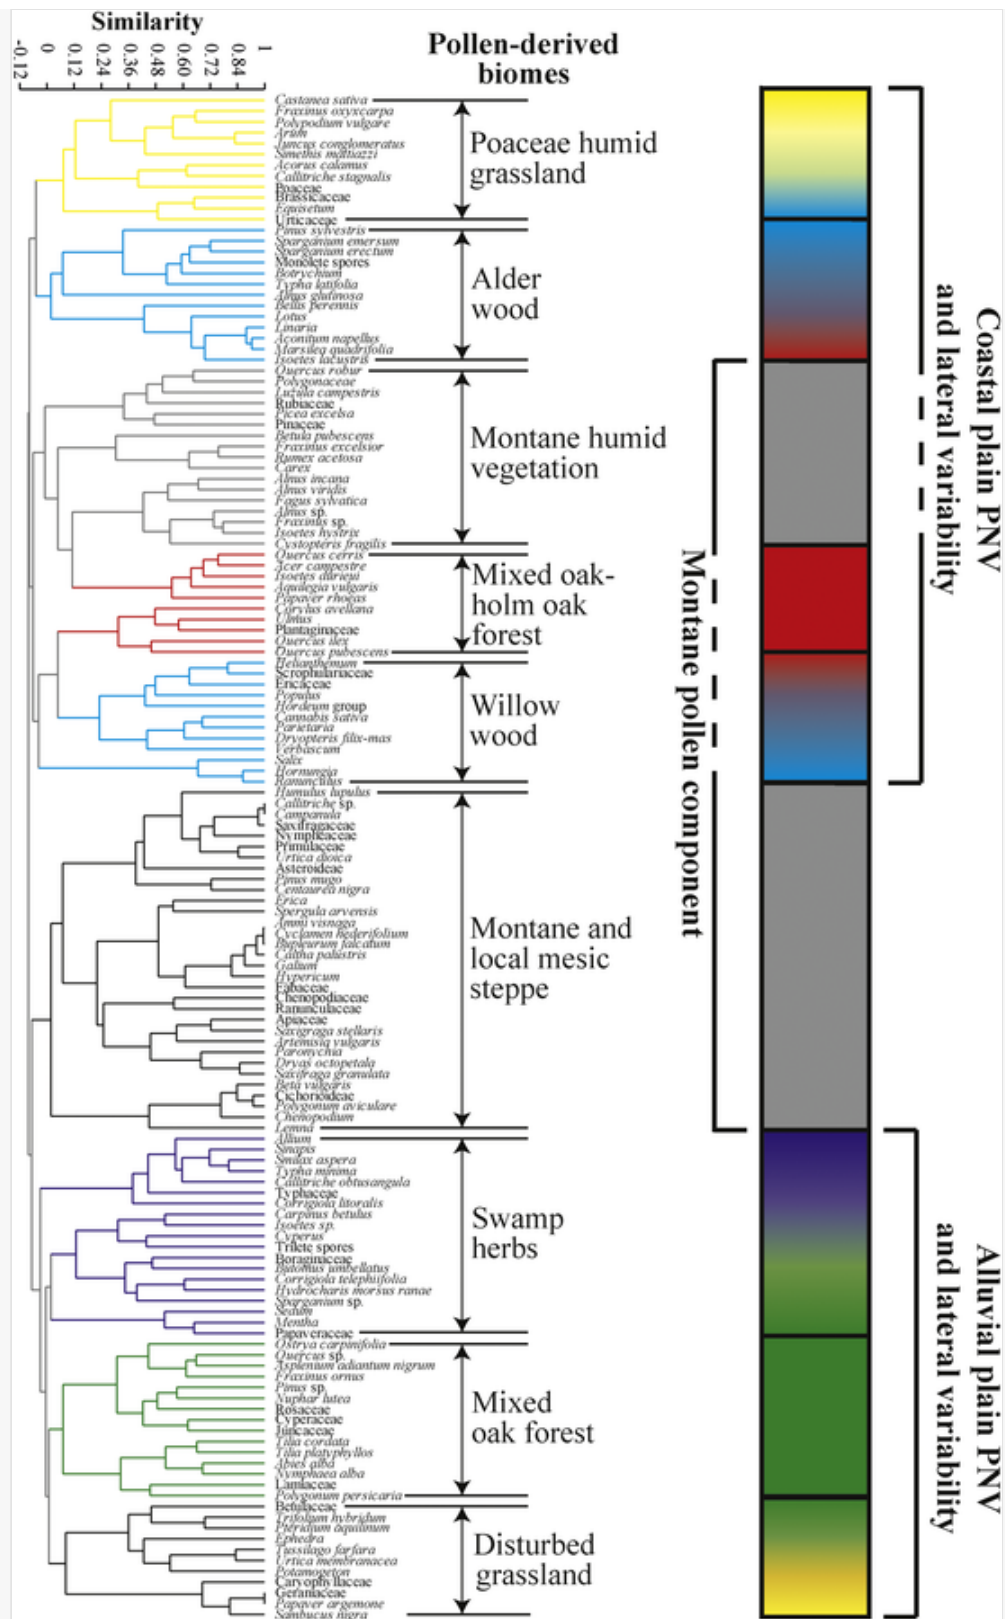 Similarity
-0.12
0
0.12
0.24
0.36
0.48
0.60
0.72
0.84
1
Pollen-derived
biomes
Castanea sativa
Fraxinus oxyxcarpa
Polypodium vulgare
Arum
Juncus conglomeratus
Simethis mattiazzi
Acorus calamus
Callitriche stagnalis
Poaceae
Brassicaceae
Equisetum
Urticaceae
Poaceae humid
grassland
Pinus sylvestris
Sparganium emersum
Sparganium erectum
Monolete spores
Botrychium
Typha latifolia
Alnus glutinosa
Bellis perennis
Lotus
Linaria
Aconitum napellus
Marsilea quadrifolia
Isoetes lacustris
Alder
wood
Quercus robur
Polygonaceae
Luzula campestris
Rubiaceae
Picea excelsa
Pinaceae
Betula pubescens
Fraxinus excelsior
Rumex acetosa
Carex
Alnus incana
Alnus viridis
Fagus sylvatica
Alnus sp.
Fraxinus sp.
Isoetes hystrix
Cystopteris fragilis
Montane humid
vegetation
Quercus cerris
Acer campestre
Isoetes duriequi
Aquilegia vulgaris
Papaver rhoeas
Corylus avellana
Ulmus
Plantaginaceae
Quercus ilex
Quercus pubescens
Mixed oak-
holm oak
forest
Helianthemum
Scrophulariaceae
Ericaceae
Populus
Hordeum group
Cannabis sativa
Parietaria
Dryopteris filix-mas
Verbascum
Salix
Hornungia
Ranunculus
Willow
wood
Humulus lupulus
Callitriche sp.
Campanula
Saxifragaceae
Nympheaceae
Primulaceae
Urtica dioica
Asteroideae
Pinus mugo
Centaurea nigra
Erica
Spergula arvensis
Ammi visnaga
Cyclamen hederifolium
Bupleurum falcatum
Caltha palustris
Galium
Hypericum
Fabaceae
Chenopodiaceae
Ranunculaceae
Apiaceae
Saxigraga stellaris
Artemisia vulgaris
Paronychia
Dryas octopetala
Saxifraga granulata
Beta vulgaris
Cichorioideae
Polygonum aviculare
Chenopodium
Lemna
Montane and
local mesic
steppe
Allium
Sinapis
Smilax aspera
Typha minima
Callitriche obtusangula
Typhaceae
Corrigiola litoralis
Carpinus betulus
Isoetes sp.
Cyperus
Trilete spores
Boraginaceae
Butomus umbellatus
Corrigiola telephiifolia
Hydrocharis morsus ranae
Sparganium sp.
Sedum
Mentha
Papaveraceae
Swamp
herbs
Ostrya carpinifolia
Quercus sp.
Asplenium adiantum nigrum
Fraxinus ornus
Pinus sp.
Nuphar lutea
Rosaceae
Cyperaceae
Juncaceae
Tilia cordata
Tilia platyphyllos
Abies alba
Nymphaea alba
Lamiaceae
Polygonum persicaria
Mixed
oak forest
Betulaceae
Trifolium hybridum
Pteridium aquilinum
Ephedra
Tussilago farfara
Urtica membranacea
Potamogeton
Caryophyllaceae
Geraniaceae
Papaver argemone
Sambucus nigra
Disturbed
grassland
Montane pollen component
Coastal plain PNV
and lateral variability
Alluvial plain PNV
and lateral variability